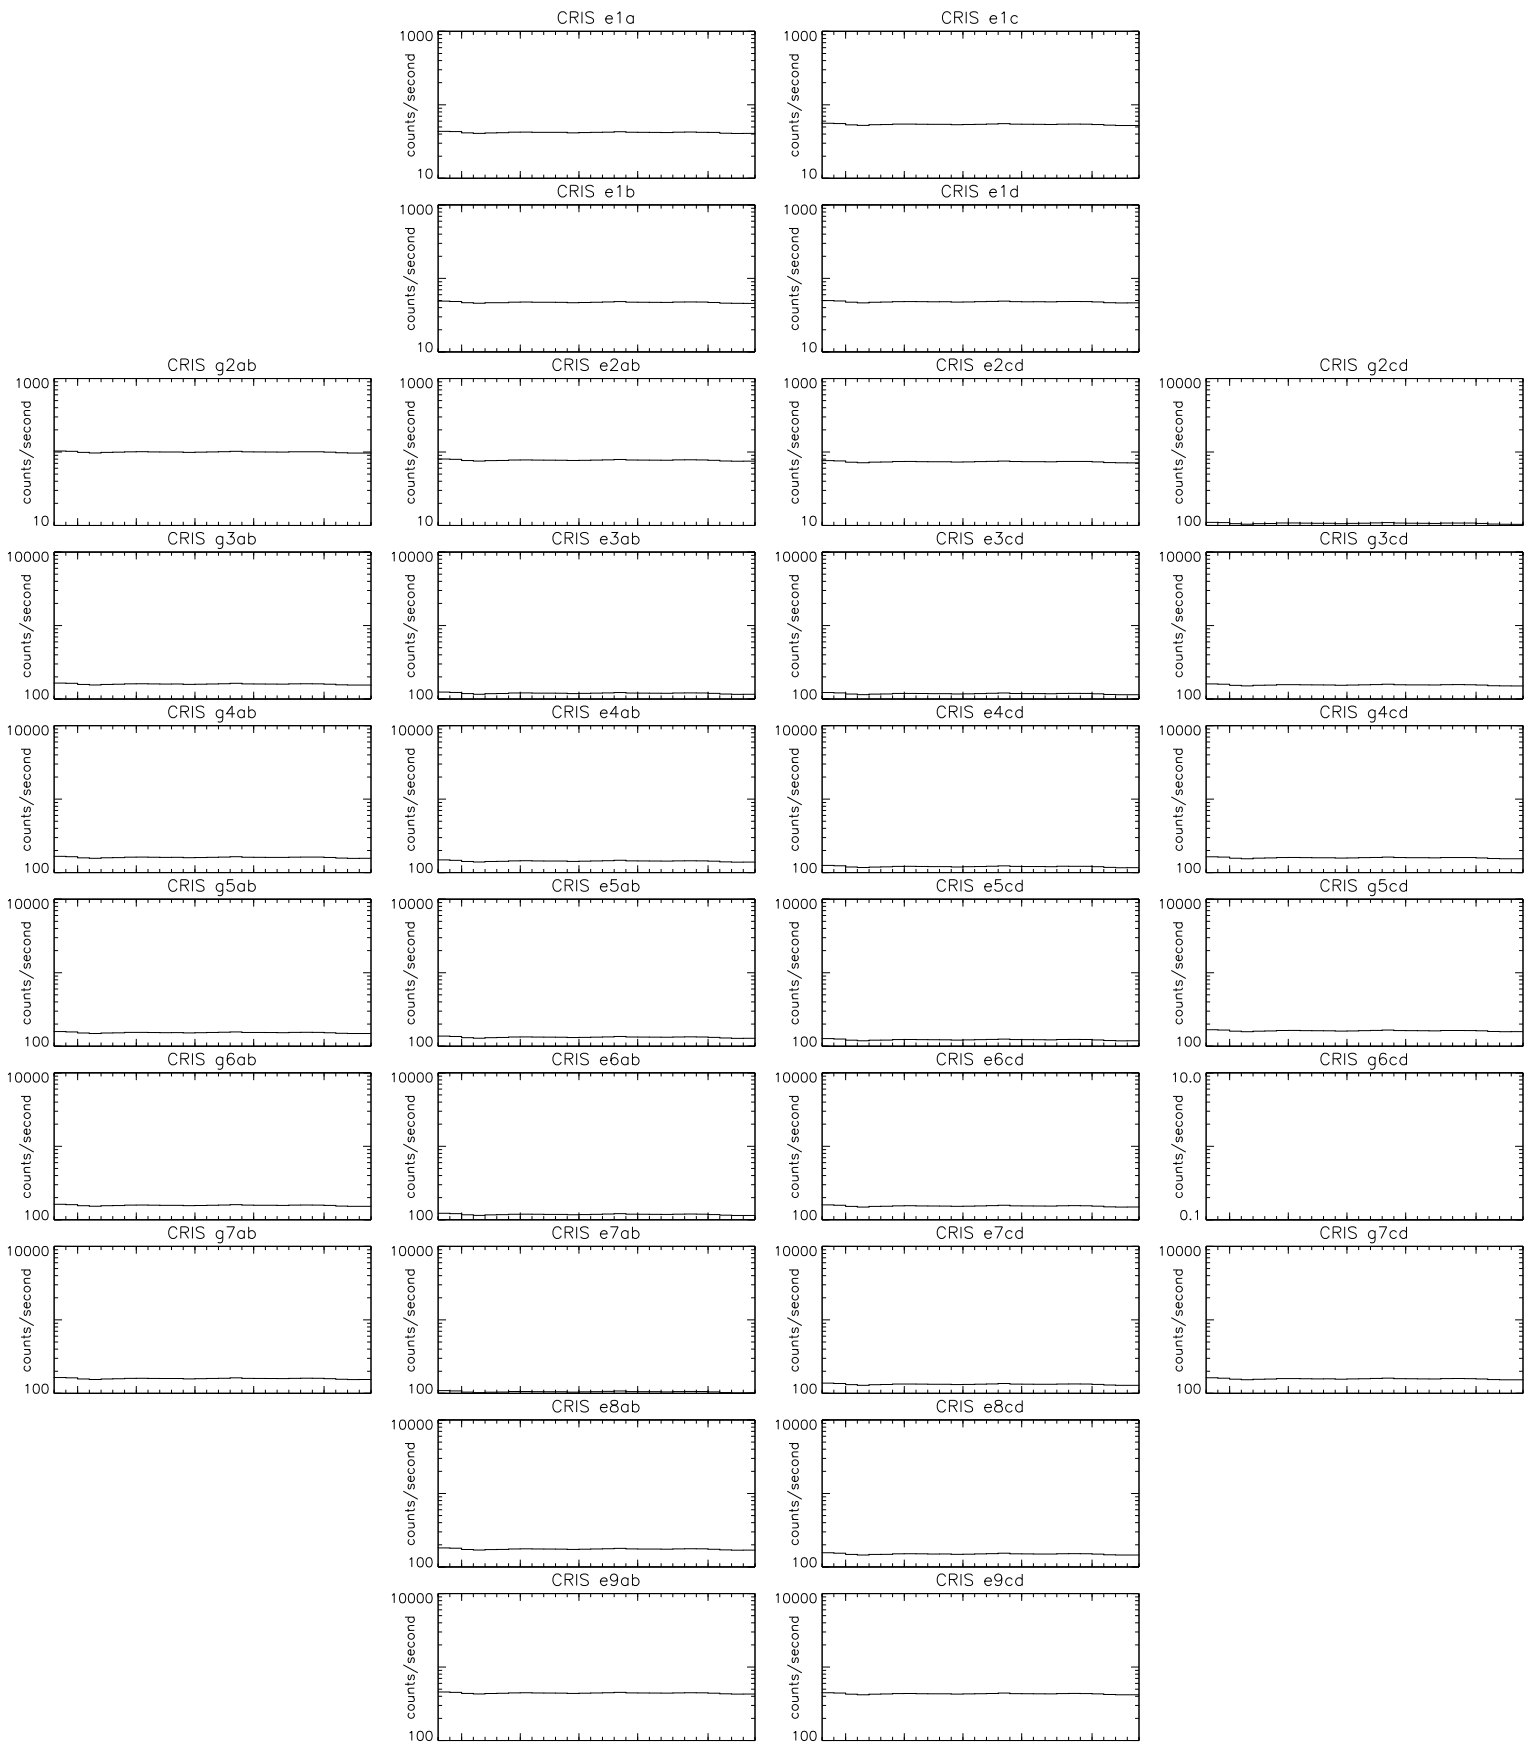 CRIS e1a
1000
counts/second
10
CRIS e1c
1000
counts/second
10
CRIS e1b
1000
counts/second
10
CRIS e1d
1000
counts/second
10
CRIS g2ab
1000
counts/second
10
CRIS e2ab
1000
counts/second
10
CRIS e2cd
1000
counts/second
10
CRIS g2cd
10000
counts/second
100
CRIS g3ab
10000
counts/second
100
CRIS e3ab
10000
counts/second
100
CRIS e3cd
10000
counts/second
100
CRIS g3cd
10000
counts/second
100
CRIS g4ab
10000
counts/second
100
CRIS e4ab
10000
counts/second
100
CRIS e4cd
10000
counts/second
100
CRIS g4cd
10000
counts/second
100
CRIS g5ab
10000
counts/second
100
CRIS e5ab
10000
counts/second
100
CRIS e5cd
10000
counts/second
100
CRIS g5cd
10000
counts/second
100
CRIS g6ab
10000
counts/second
100
CRIS e6ab
10000
counts/second
100
CRIS e6cd
10000
counts/second
100
CRIS g6cd
10.0
counts/second
0.1
CRIS g7ab
10000
counts/second
100
CRIS e7ab
10000
counts/second
100
CRIS e7cd
10000
counts/second
100
CRIS g7cd
10000
counts/second
100
CRIS e8ab
10000
counts/second
100
CRIS e8cd
10000
counts/second
100
CRIS e9ab
10000
counts/second
100
CRIS e9cd
10000
counts/second
100